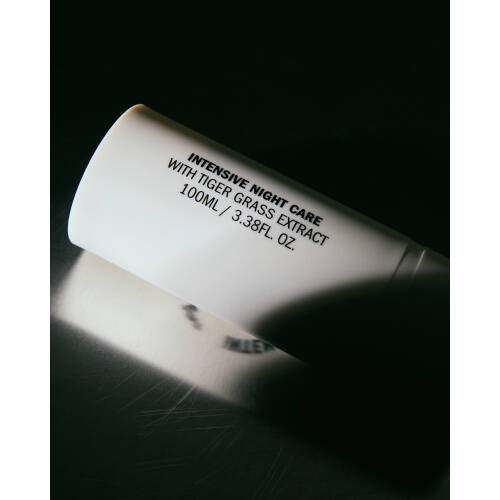 INTENSIVE NIGHT CARE
WITH TIGER GRASS EXTRACT
100ML / 3.38FL. OZ.